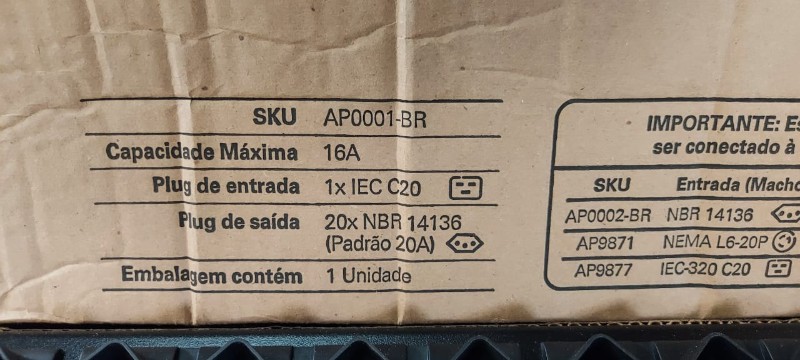 SKU AP0001-BR
Capacidade Máxima 16A
Plug de entrada 1x IEC C20
Plug de saída 20x NBR 14136
(Padrão 20A)
Embalagem contém 1 Unidade
IMPORTANTE:
ser conectado à
SKU Entrada (Macho
AP0002-BR NBR 14136
AP9871 NEMA L6-20P
AP9877 IEC-320 C20